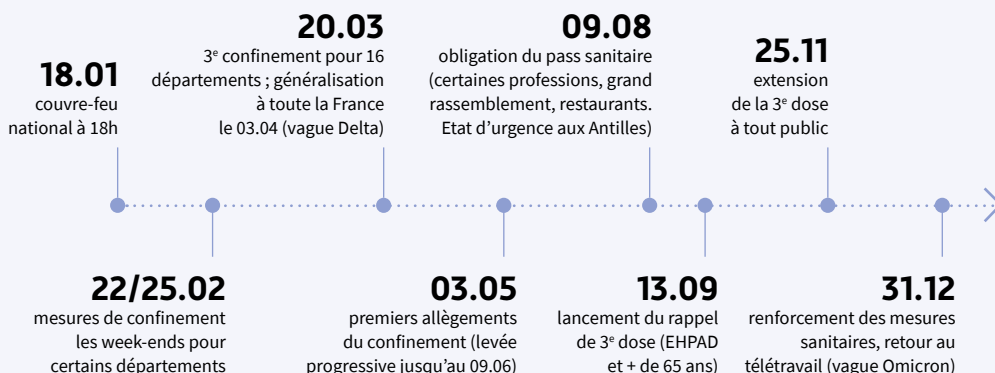 18.01
couvre-feu
national à 18h
20.03
3e confinement pour 16
départements ; généralisation
à toute la France
le 03.04 (vague Delta)
09.08
obligation du pass sanitaire
(certaines professions, grand
rassemblement, restaurants.
Etat d’urgence aux Antilles)
25.11
extension
de la 3e dose
à tout public
22/25.02
mesures de confinement
les week-ends pour
certains départements
03.05
premiers allègements
du confinement (levée
progressive jusqu’au 09.06)
13.09
lancement du rappel
de 3e dose (EHPAD
et + de 65 ans)
31.12
renforcement des mesures
sanitaires, retour au
télétravail (vague Omicron)